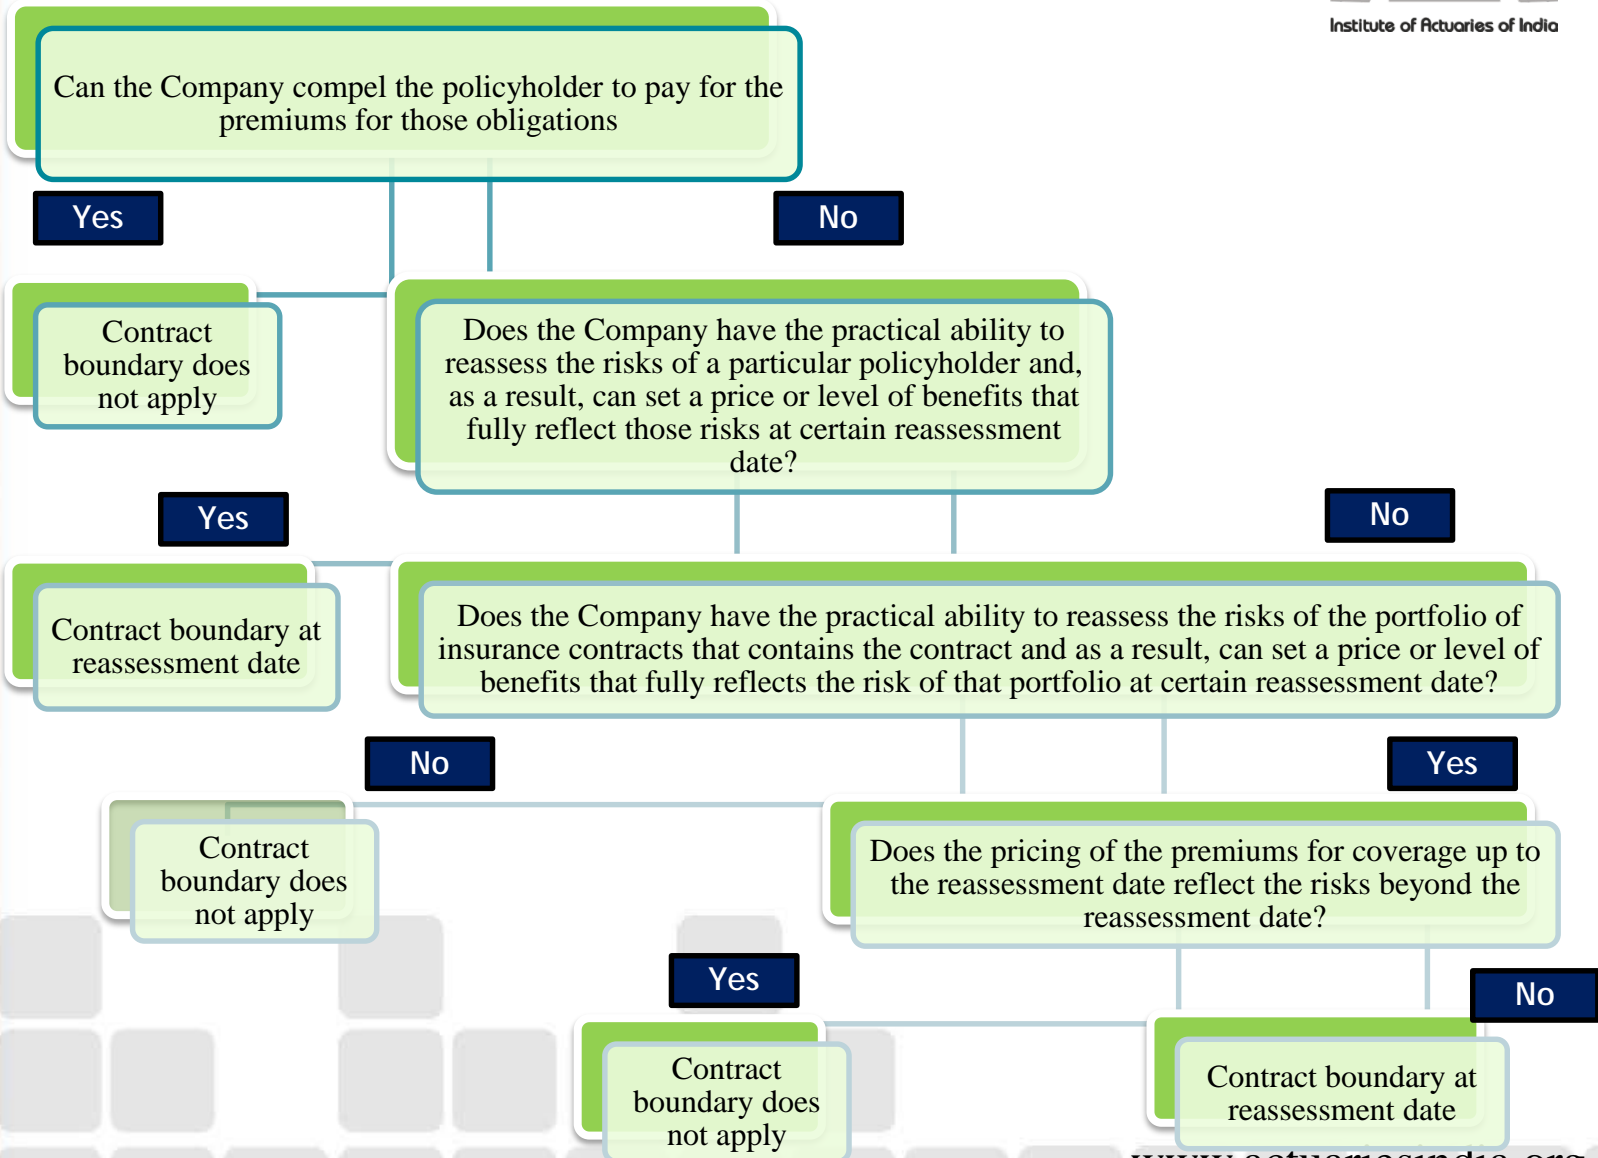 Institute of Actuaries of India
Can the Company compel the policyholder to pay for the
premiums for those obligations
Yes
No
Contract
boundary does
not apply
Does the Company have the practical ability to
reassess the risks of a particular policyholder and,
as a result, can set a price or level of benefits that
fully reflect those risks at certain reassessment
date?
Yes
No
Contract boundary at
reassessment date
Does the Company have the practical ability to reassess the risks of the portfolio of
insurance contracts that contains the contract and as a result, can set a price or level of
benefits that fully reflects the risk of that portfolio at certain reassessment date?
No
Yes
Contract
boundary does
not apply
Does the pricing of the premiums for coverage up to
the reassessment date reflect the risks beyond the
reassessment date?
Yes
No
Contract
boundary does
not apply
Contract boundary at
reassessment date
www.actuariesindia.org